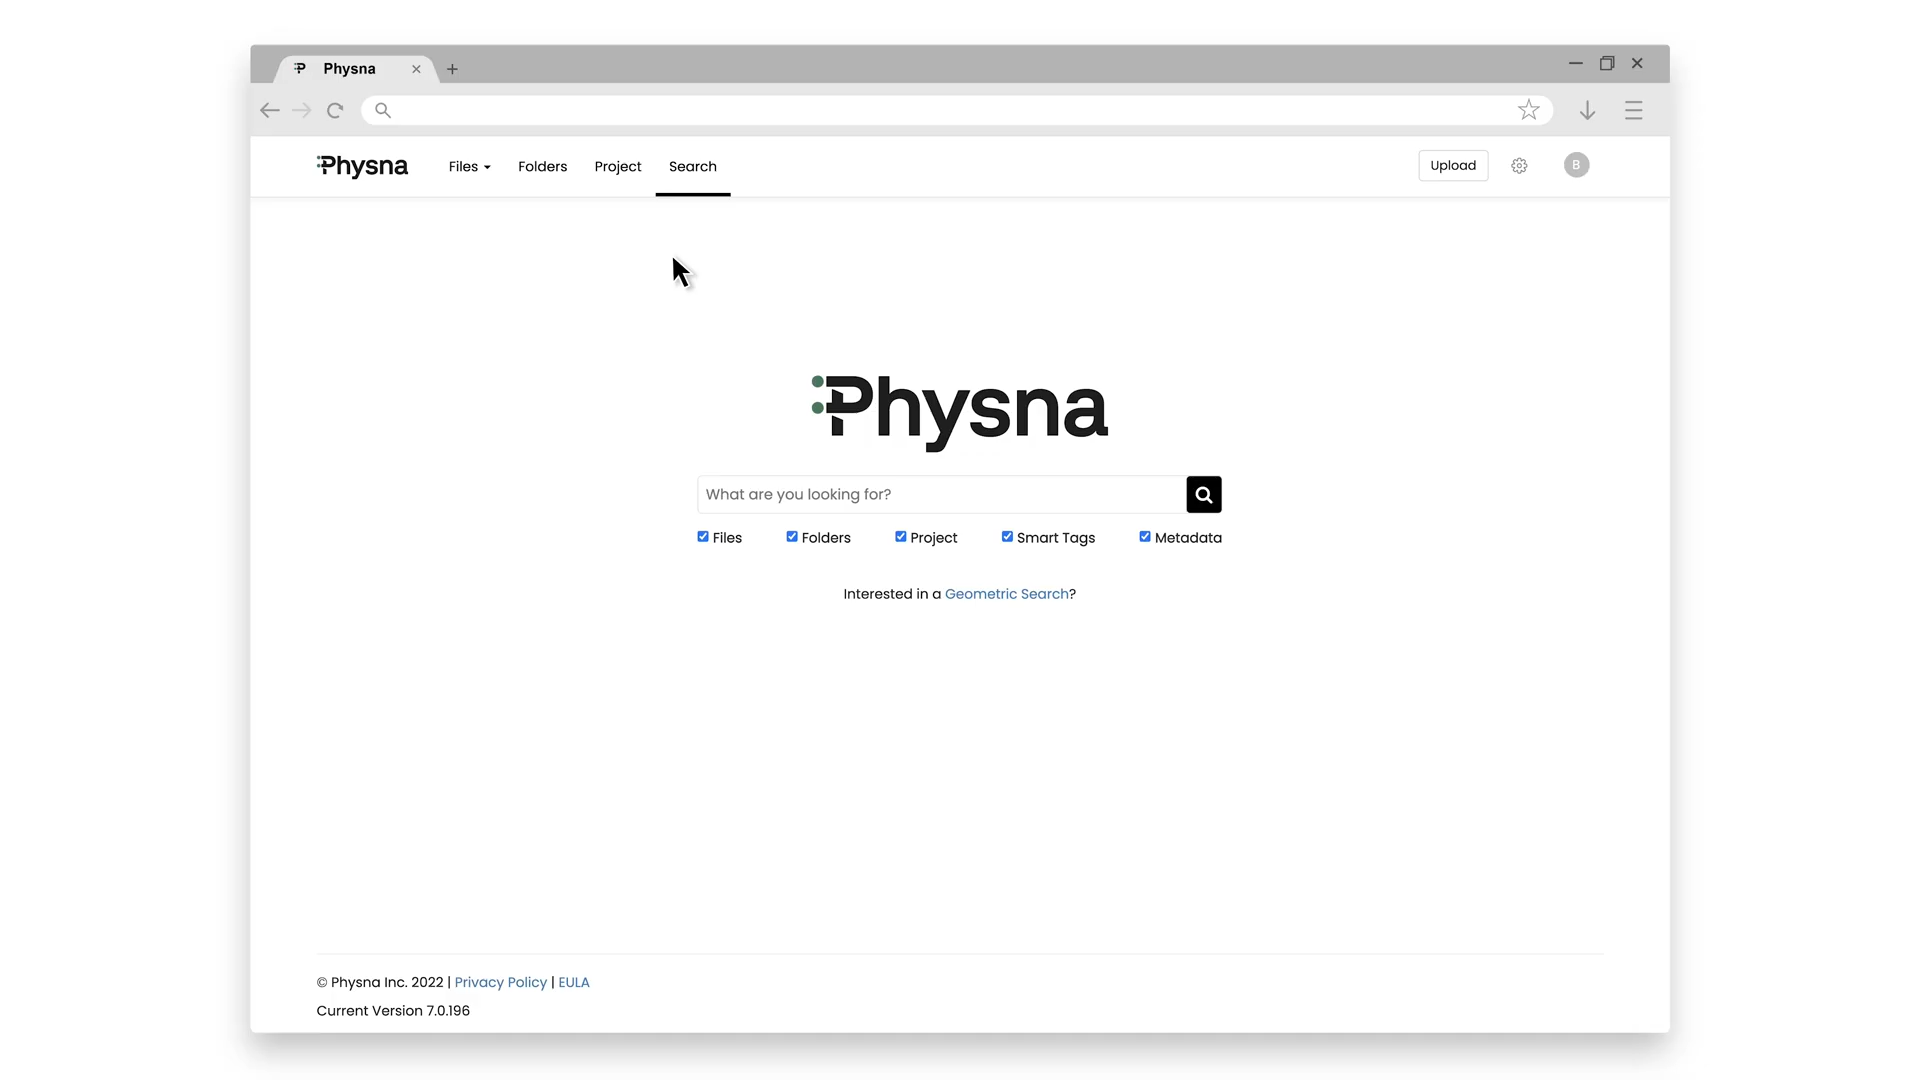 Physna
Physna Files Folders Project Search Upload B
Physna
What are you looking for?
Files Folders Project Smart Tags Metadata
Interested in a Geometric Search?
© Physna Inc. 2022 | Privacy Policy | EULA
Current Version 7.0.196